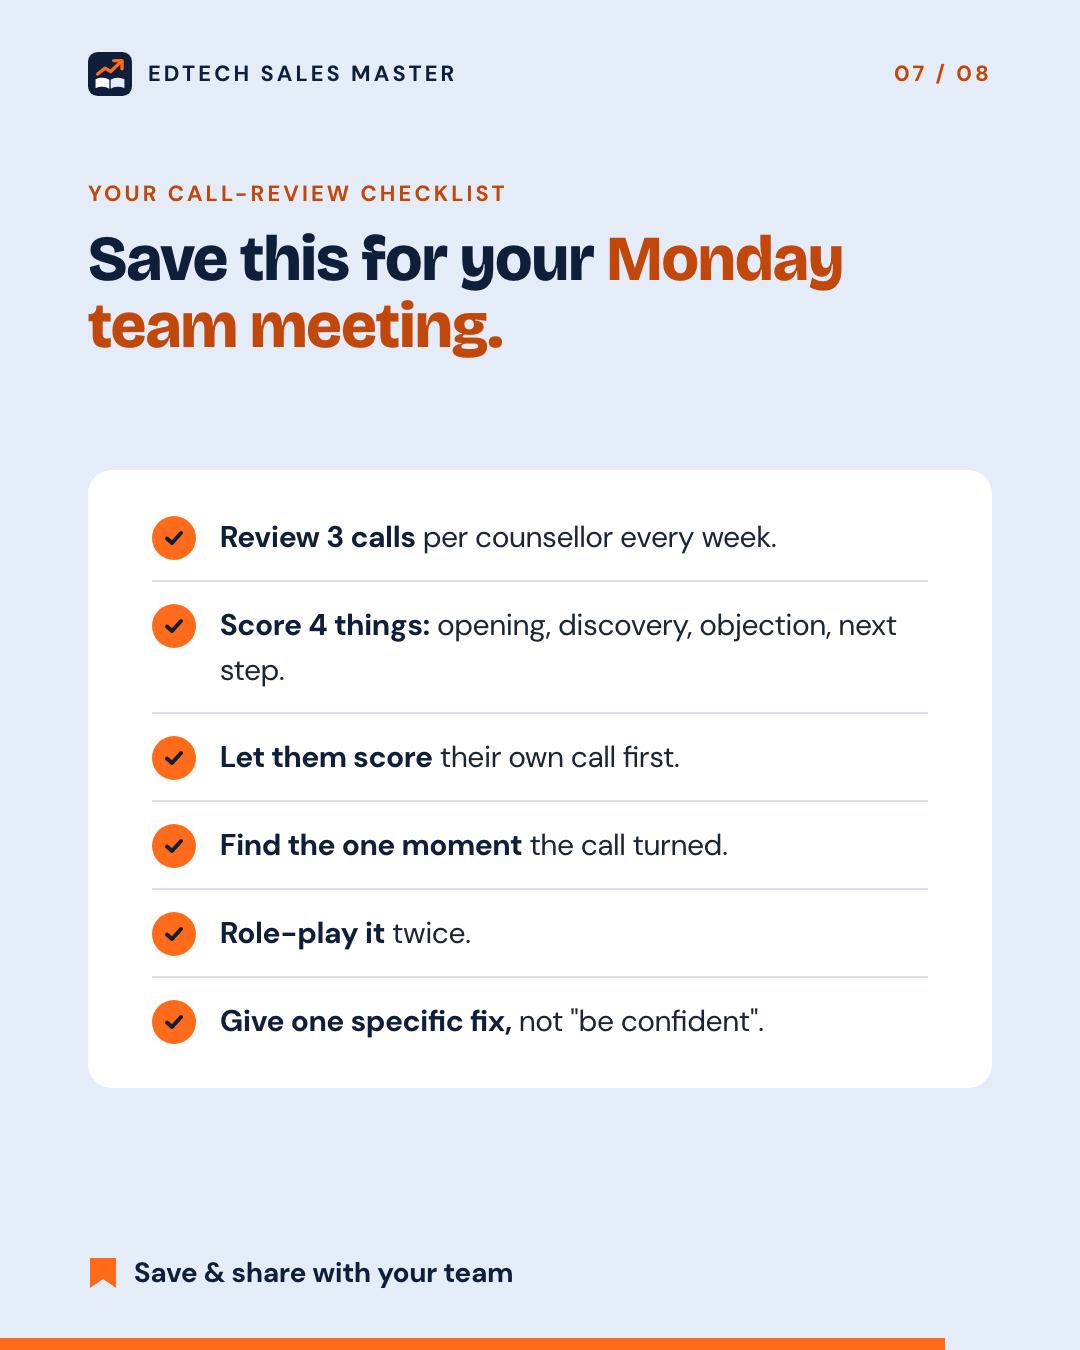 EDTECH SALES MASTER
07 / 08
YOUR CALL-REVIEW CHECKLIST
Save this for your Monday
team meeting.
Review 3 calls per counsellor every week.
Score 4 things: opening, discovery, objection, next
step.
Let them score their own call first.
Find the one moment the call turned.
Role-play it twice.
Give one specific fix, not "be confident".
Save & share with your team